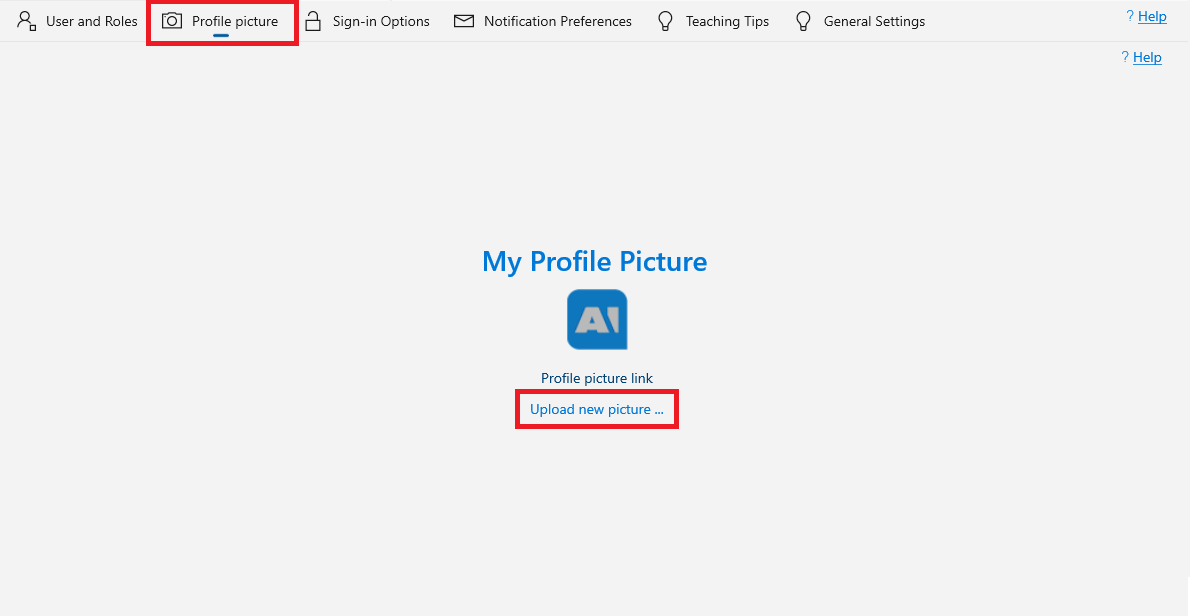 User and Roles Profile picture Sign-in Options Notification Preferences Teaching Tips General Settings ? Help
? Help
My Profile Picture
AI
Profile picture link
Upload new picture ...